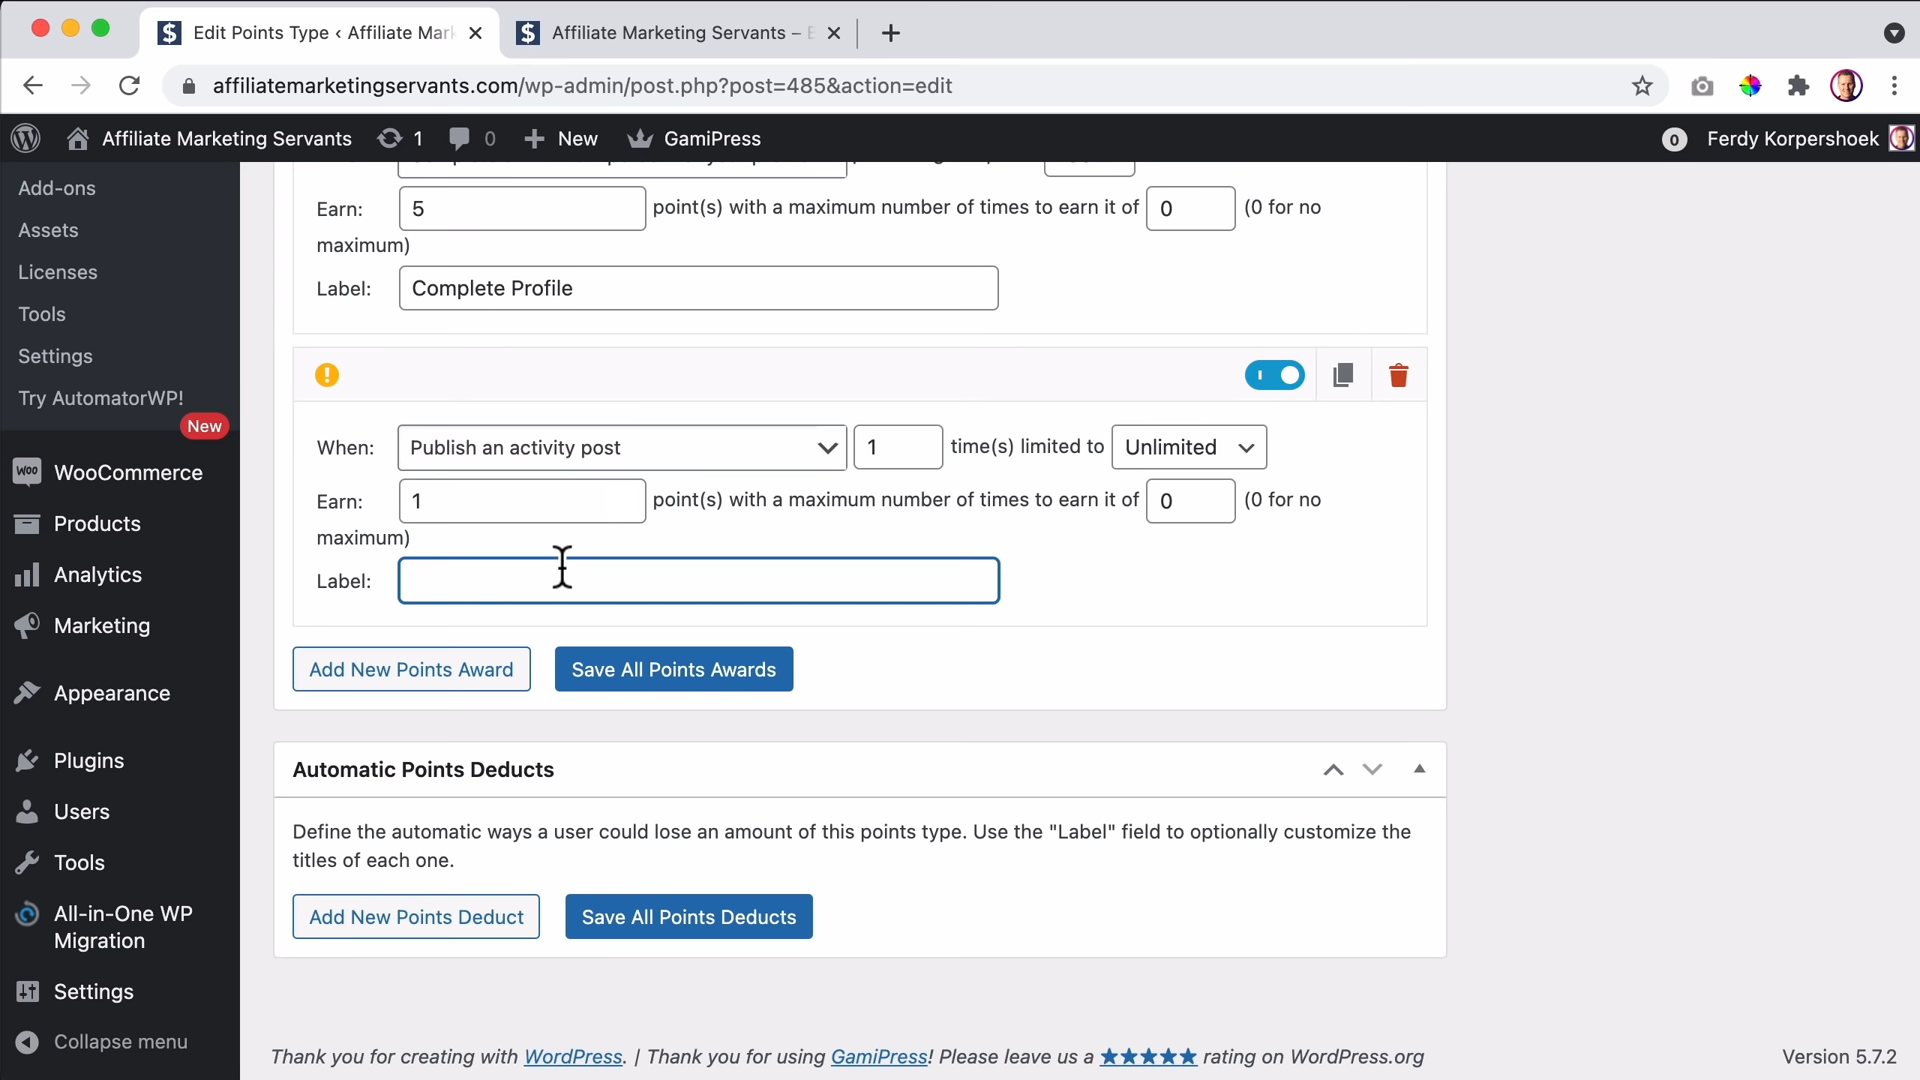 Edit Points Type ‹ Affiliate Mar
Affiliate Marketing Servants –
affiliatemarketingservants.com/wp-admin/post.php?post=485&action=edit
Affiliate Marketing Servants 1 0 New GamiPress 0 Ferdy Korpershoek
Add-ons
Assets
Licenses
Tools
Settings
Try AutomatorWP!
New
WooCommerce
Products
Analytics
Marketing
Appearance
Plugins
Users
Tools
All-in-One WP
Migration
Settings
Collapse menu
Earn: 5 point(s) with a maximum number of times to earn it of 0 (0 for no
maximum)
Label: Complete Profile
When: Publish an activity post 1 time(s) limited to Unlimited
Earn: 1 point(s) with a maximum number of times to earn it of 0 (0 for no
maximum)
Label:
Add New Points Award Save All Points Awards
Automatic Points Deducts
Define the automatic ways a user could lose an amount of this points type. Use the "Label" field to optionally customize the
titles of each one.
Add New Points Deduct Save All Points Deducts
Thank you for creating with WordPress. | Thank you for using GamiPress! Please leave us a ★★★★★ rating on WordPress.org
Version 5.7.2